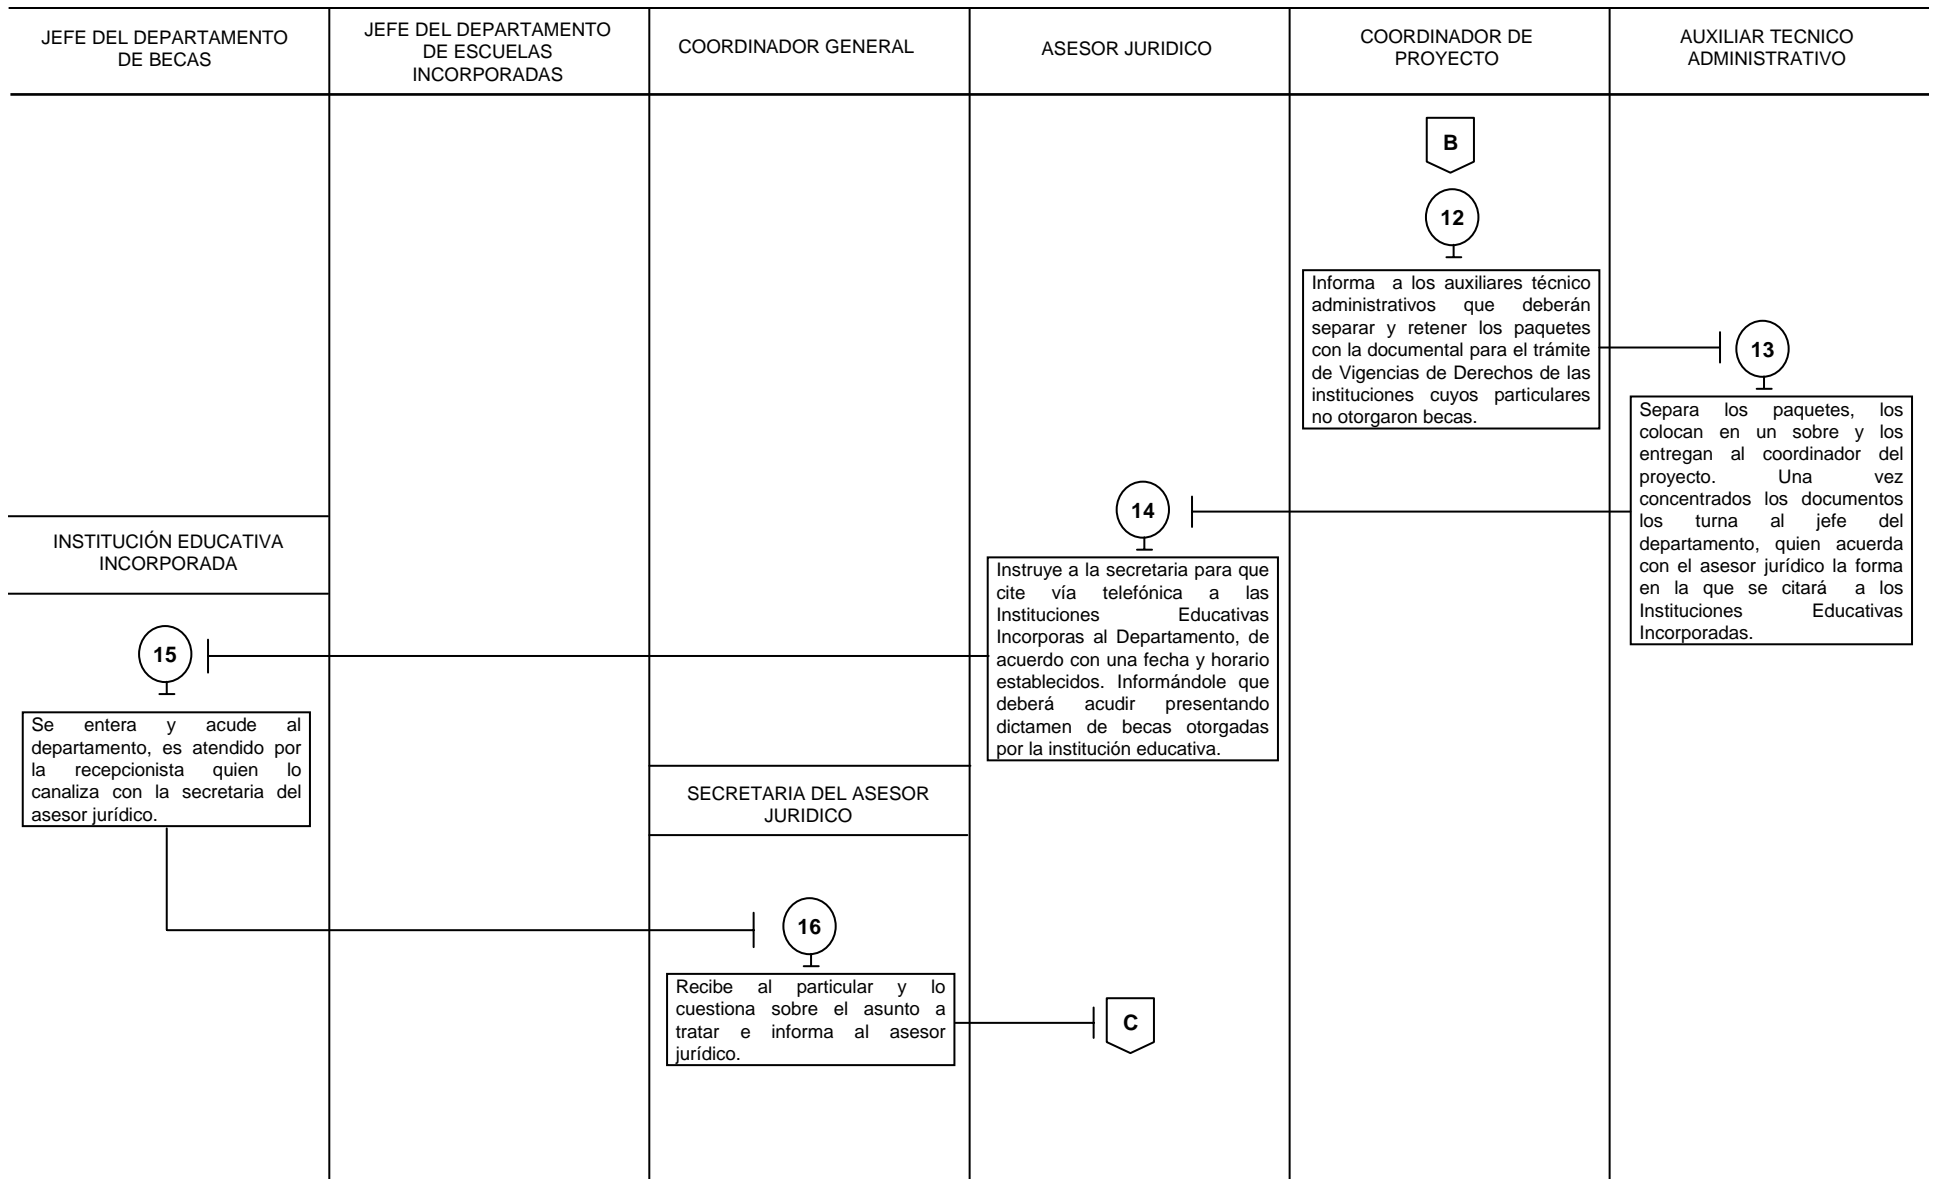 JEFE DEL DEPARTAMENTO
DE BECAS
JEFE DEL DEPARTAMENTO
DE ESCUELAS
INCORPORADAS
COORDINADOR GENERAL
ASESOR JURIDICO
COORDINADOR DE
PROYECTO
AUXILIAR TECNICO
ADMINISTRATIVO
B
12
Informa a los auxiliares técnico
administrativos que deberán
separar y retener los paquetes
con la documental para el trámite
de Vigencias de Derechos de las
instituciones cuyos particulares
no otorgaron becas.
13
Separa los paquetes, los
colocan en un sobre y los
entregan al coordinador del
proyecto. Una vez
concentrados los documentos
los turna al jefe del
departamento, quien acuerda
con el asesor jurídico la forma
en la que se citará a los
Instituciones Educativas
Incorporadas.
14
Instruye a la secretaria para que
cite vía telefónica a las
Instituciones Educativas
Incorporas al Departamento, de
acuerdo con una fecha y horario
establecidos. Informándole que
deberá acudir presentando
dictamen de becas otorgadas
por la institución educativa.
INSTITUCIÓN EDUCATIVA
INCORPORADA
15
Se entera y acude al
departamento, es atendido por
la recepcionista quien lo
canaliza con la secretaria del
asesor jurídico.
SECRETARIA DEL ASESOR
JURIDICO
16
Recibe al particular y lo
cuestiona sobre el asunto a
tratar e informa al asesor
jurídico.
C